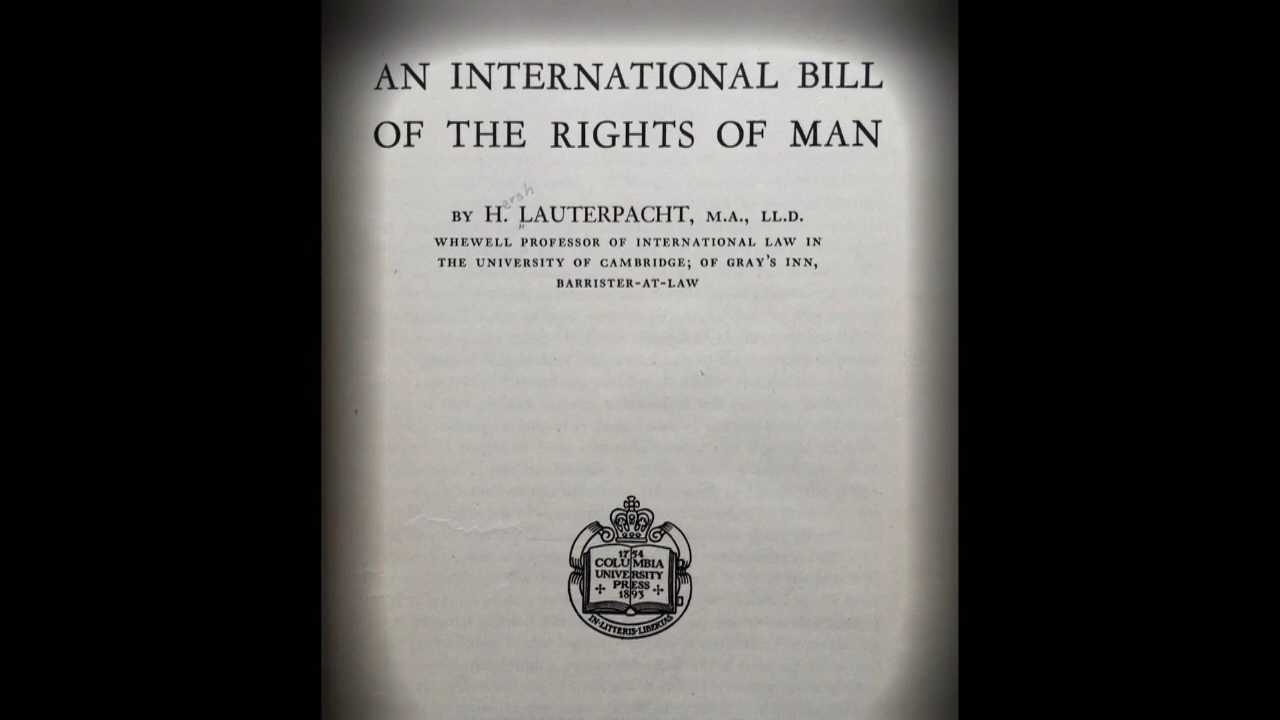 AN INTERNATIONAL BILL
OF THE RIGHTS OF MAN
ersh
BY H. LAUTERPACHT, M.A., LL.D.
WHEWELL PROFESSOR OF INTERNATIONAL LAW IN
THE UNIVERSITY OF CAMBRIDGE; OF GRAY'S INN,
BARRISTER-AT-LAW
1754
COLUMBIA
UNIVERSITY
PRESS
1893
IN·LITTERIS·LIBERTAS